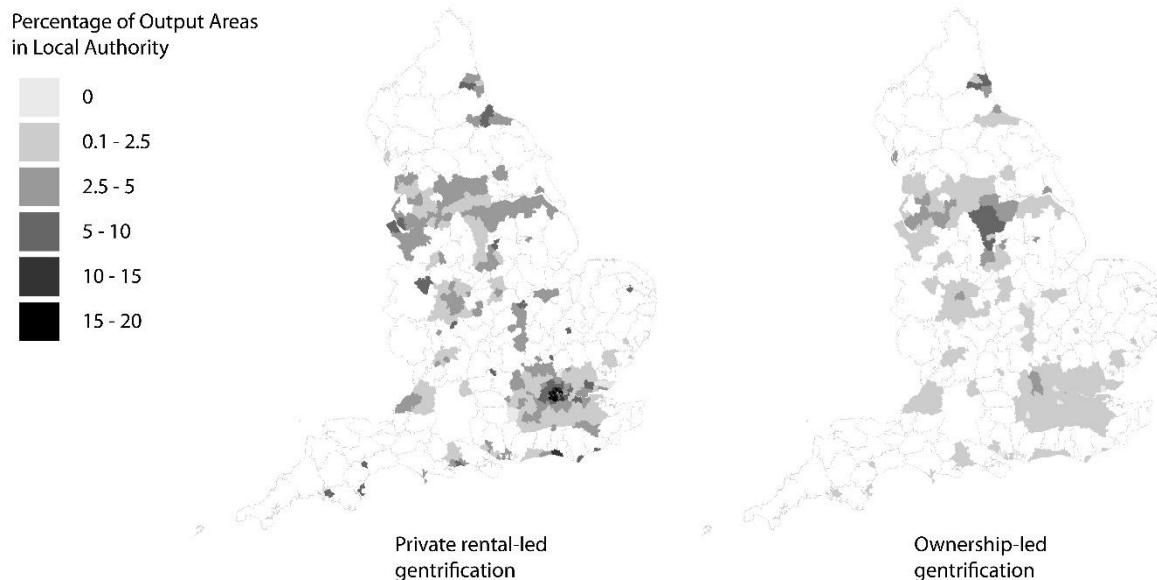 Percentage of Output Areas
in Local Authority
0
0.1 - 2.5
2.5 - 5
5 - 10
10 - 15
15 - 20
Private rental-led
gentrification
Ownership-led
gentrification